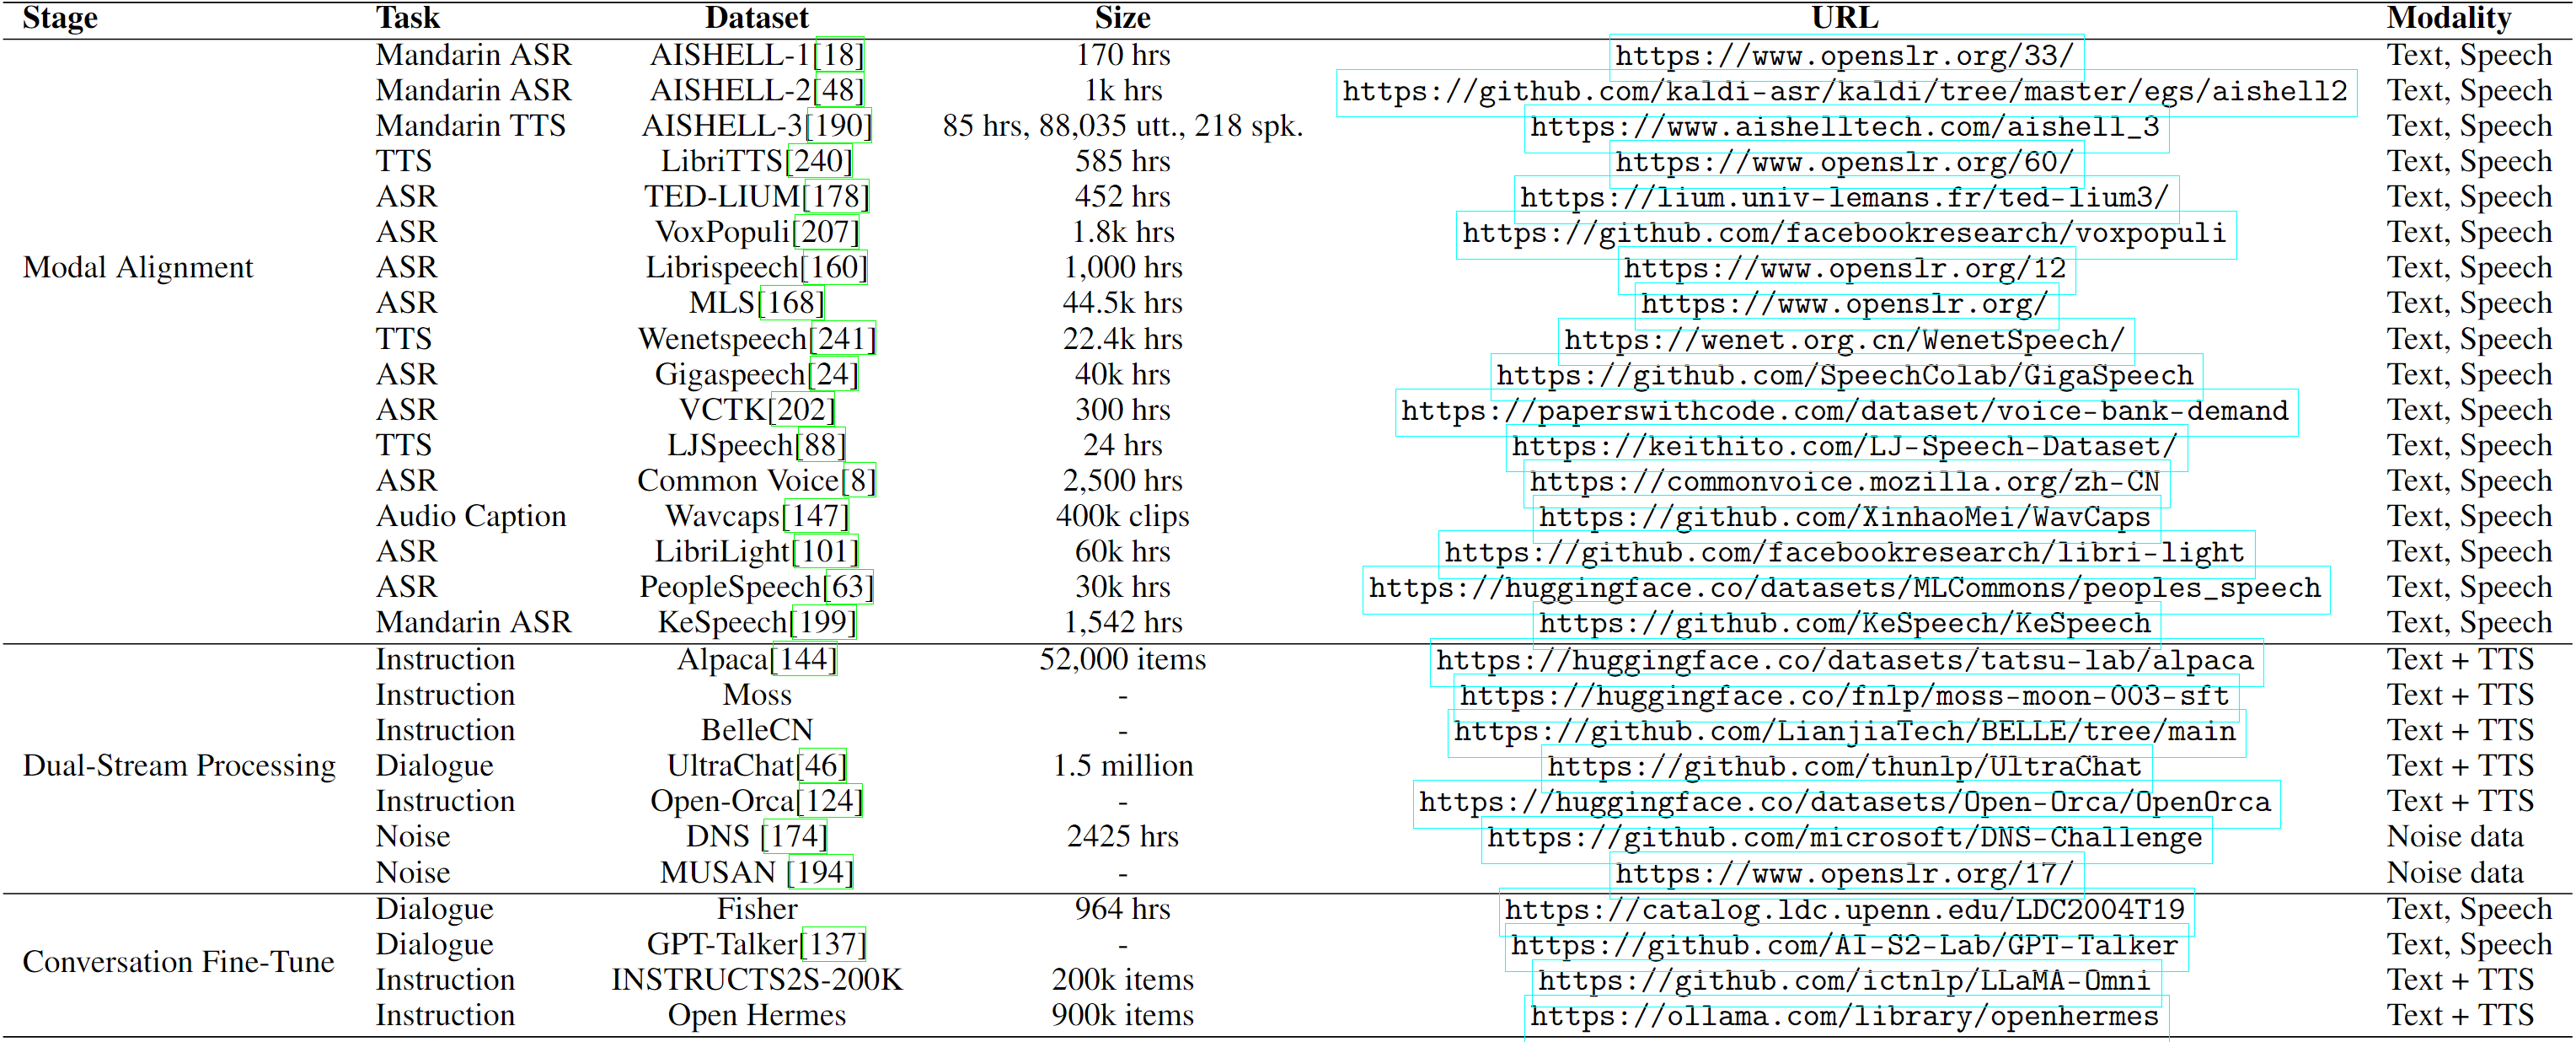 Stage Task Dataset Size URL Modality
Mandarin ASR AISHELL-1[18] 170 hrs https://www.openslr.org/33/ Text, Speech
Mandarin ASR AISHELL-2[48] 1k hrs https://github.com/kaldi-asr/kaldi/tree/master/egs/aishell2 Text, Speech
Mandarin TTS AISHELL-3[190] 85 hrs, 88,035 utt., 218 spk. https://www.aishelltech.com/aishell_3 Text, Speech
TTS LibriTTS[240] 585 hrs https://www.openslr.org/60/ Text, Speech
ASR TED-LIUM[178] 452 hrs https://lium.univ-lemans.fr/ted-lium3/ Text, Speech
ASR VoxPopuli[207] 1.8k hrs https://github.com/facebookresearch/voxpopuli Text, Speech
Modal Alignment ASR Librispeech[160] 1,000 hrs https://www.openslr.org/12 Text, Speech
ASR MLS[168] 44.5k hrs https://www.openslr.org/ Text, Speech
TTS Wenetspeech[241] 22.4k hrs https://wenet.org.cn/WenetSpeech/ Text, Speech
ASR Gigaspeech[24] 40k hrs https://github.com/SpeechColab/GigaSpeech Text, Speech
ASR VCTK[202] 300 hrs https://paperswithcode.com/dataset/voice-bank-demand Text, Speech
TTS LJSpeech[88] 24 hrs https://keithito.com/LJ-Speech-Dataset/ Text, Speech
ASR Common Voice[8] 2,500 hrs https://commonvoice.mozilla.org/zh-CN Text, Speech
Audio Caption Wavcaps[147] 400k clips https://github.com/XinhaoMei/WavCaps Text, Speech
ASR LibriLight[101] 60k hrs https://github.com/facebookresearch/libri-light Text, Speech
ASR PeopleSpeech[63] 30k hrs https://huggingface.co/datasets/MLCommons/peoples_speech Text, Speech
Mandarin ASR KeSpeech[199] 1,542 hrs https://github.com/KeSpeech/KeSpeech Text, Speech
Instruction Alpaca[144] 52,000 items https://huggingface.co/datasets/tatsu-lab/alpaca Text + TTS
Instruction Moss - https://huggingface.co/fnlp/moss-moon-003-sft Text + TTS
Instruction BelleCN - https://github.com/LianjiaTech/BELLE/tree/main Text + TTS
Dual-Stream Processing Dialogue UltraChat[46] 1.5 million https://github.com/thunlp/UltraChat Text + TTS
Instruction Open-Orca[124] - https://huggingface.co/datasets/Open-Orca/OpenOrca Text + TTS
Noise DNS [174] 2425 hrs https://github.com/microsoft/DNS-Challenge Noise data
Noise MUSAN [194] - https://www.openslr.org/17/ Noise data
Dialogue Fisher 964 hrs https://catalog.ldc.upenn.edu/LDC2004T19 Text, Speech
Dialogue GPT-Talker[137] - https://github.com/AI-S2-Lab/GPT-Talker Text, Speech
Conversation Fine-Tune
Instruction INSTRUCTS2S-200K 200k items https://github.com/ictnlp/LLaMA-Omni Text + TTS
Instruction Open Hermes 900k items https://ollama.com/library/openhermes Text + TTS